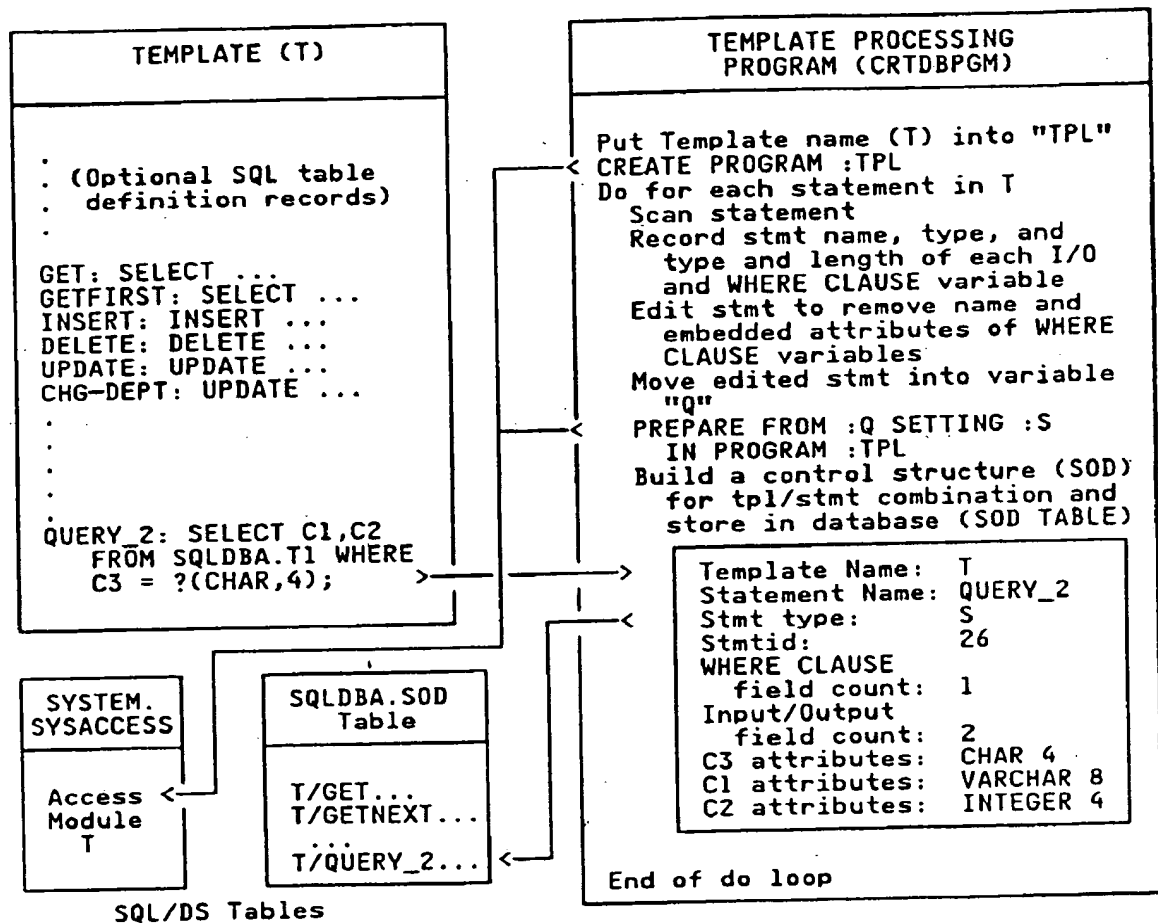 TEMPLATE (T)
.
. (Optional SQL table
. definition records)
.
GET: SELECT ...
GETFIRST: SELECT ...
INSERT: INSERT ...
DELETE: DELETE ...
UPDATE: UPDATE ...
CHG-DEPT: UPDATE ...
.
.
.
.
.
QUERY_2: SELECT C1,C2
FROM SQLDBA.T1 WHERE
C3 = ?(CHAR,4);
TEMPLATE PROCESSING
PROGRAM (CRTDBPGM)
Put Template name (T) into "TPL"
CREATE PROGRAM :TPL
Do for each statement in T
Scan statement
Record stmt name, type, and
type and length of each I/O
and WHERE CLAUSE variable
Edit stmt to remove name and
embedded attributes of WHERE
CLAUSE variables
Move edited stmt into variable
"Q"
PREPARE FROM :Q SETTING :S
IN PROGRAM :TPL
Build a control structure (SOD)
for tpl/stmt combination and
store in database (SOD TABLE)
Template Name: T
Statement Name: QUERY_2
Stmt type: S
Stmtid: 26
WHERE CLAUSE
field count: 1
Input/Output
field count: 2
C3 attributes: CHAR 4
C1 attributes: VARCHAR 8
C2 attributes: INTEGER 4
End of do loop
SYSTEM.
SYSACCESS
Access
Module
T
SQLDBA.SOD
Table
T/GET...
T/GETNEXT...
...
T/QUERY_2...
SQL/DS Tables